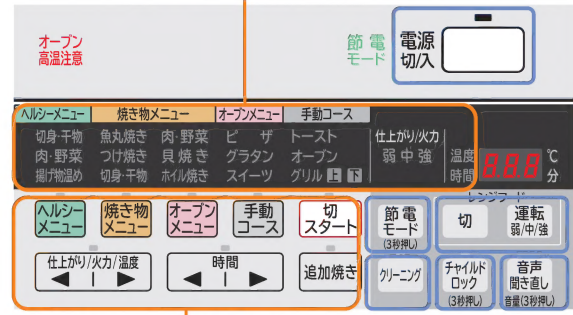 オーブン
高温注意
節電
モード
電源
切/入
ヘルシーメニュー 焼き物メニュー オーブンメニュー 手動コース
切身・干物 魚丸焼き 肉・野菜 ピザ トースト 仕上がり/火力
肉・野菜 つけ焼き 貝焼き グラタン オーブン 弱 中 強 温度 888 ℃
揚げ物温め 切身・干物 ホイル焼き スイーツ グリル 上 下 時間 分
レンジフード
ヘルシー
メニュー
焼き物
メニュー
オーブン
メニュー
手動
コース
切
スタート
節電
モード
(3秒押し)
切
運転
弱/中/強
仕上がり/火力/温度
◀ | ▶
時間
◀ | ▶
追加焼き
クリーニング
チャイルド
ロック
(3秒押し)
音声
聞き直し
音量(3秒押し)